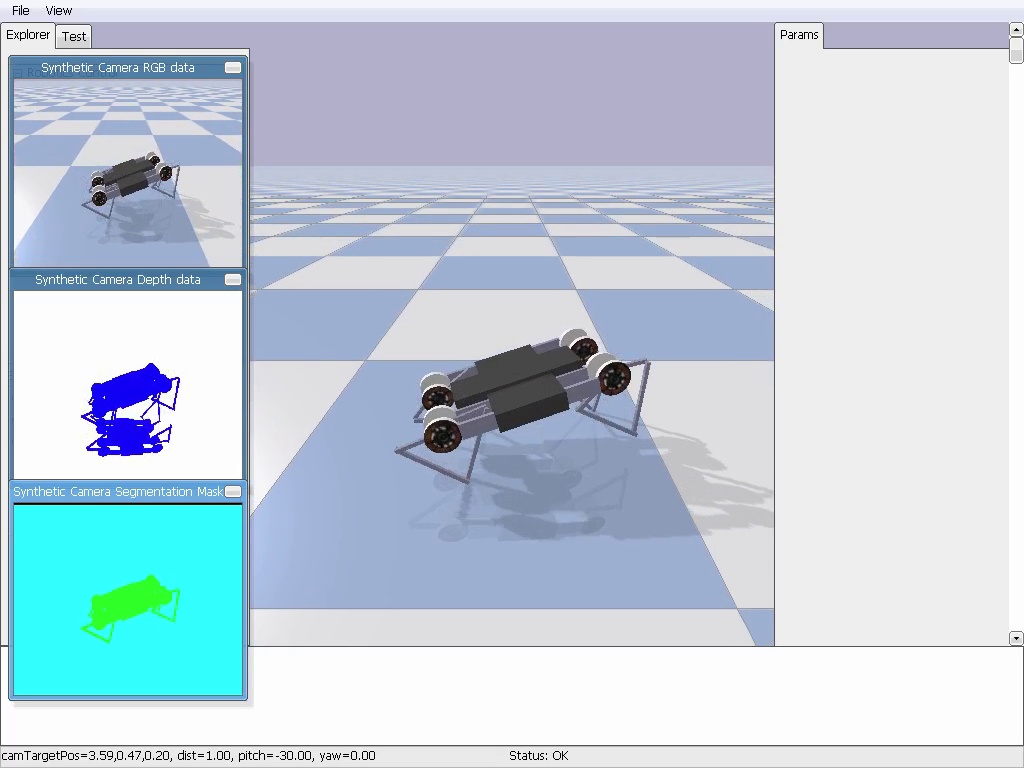 File View
Explorer Test
Params
Synthetic Camera RGB data
Synthetic Camera Depth data
Synthetic Camera Segmentation Mask
camTargetPos=3.59,0.47,0.20, dist=1.00, pitch=-30.00, yaw=0.00 Status: OK